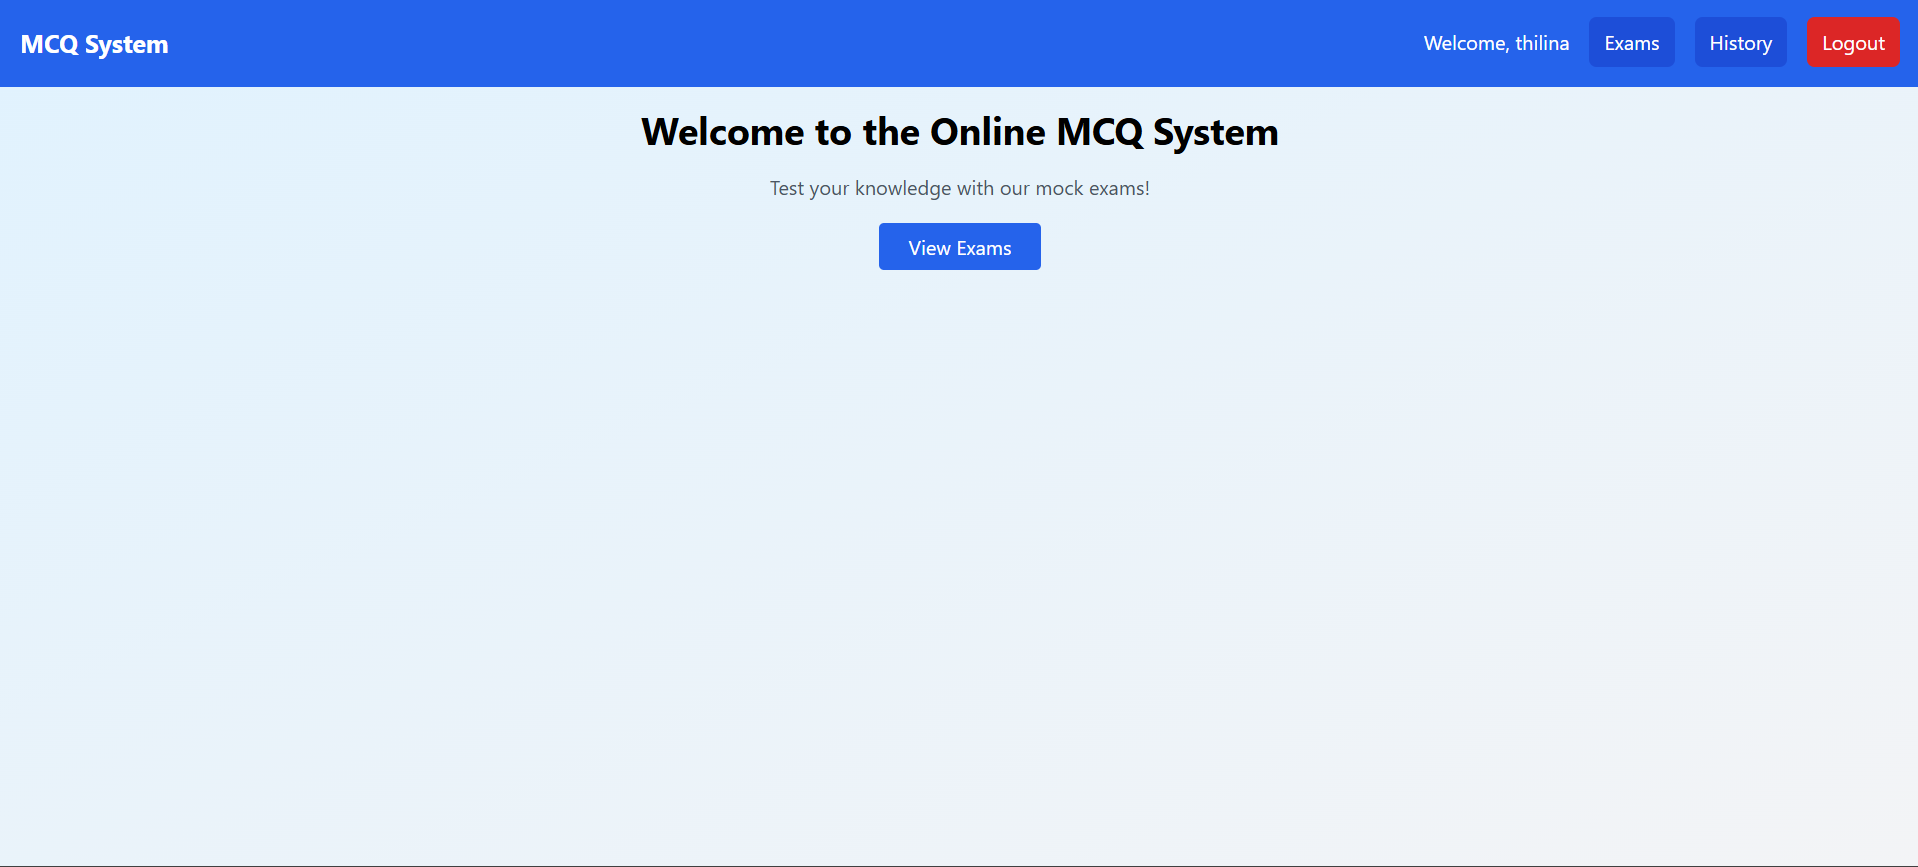 MCQ System
Welcome, thilina
Exams
History
Logout
Welcome to the Online MCQ System
Test your knowledge with our mock exams!
View Exams